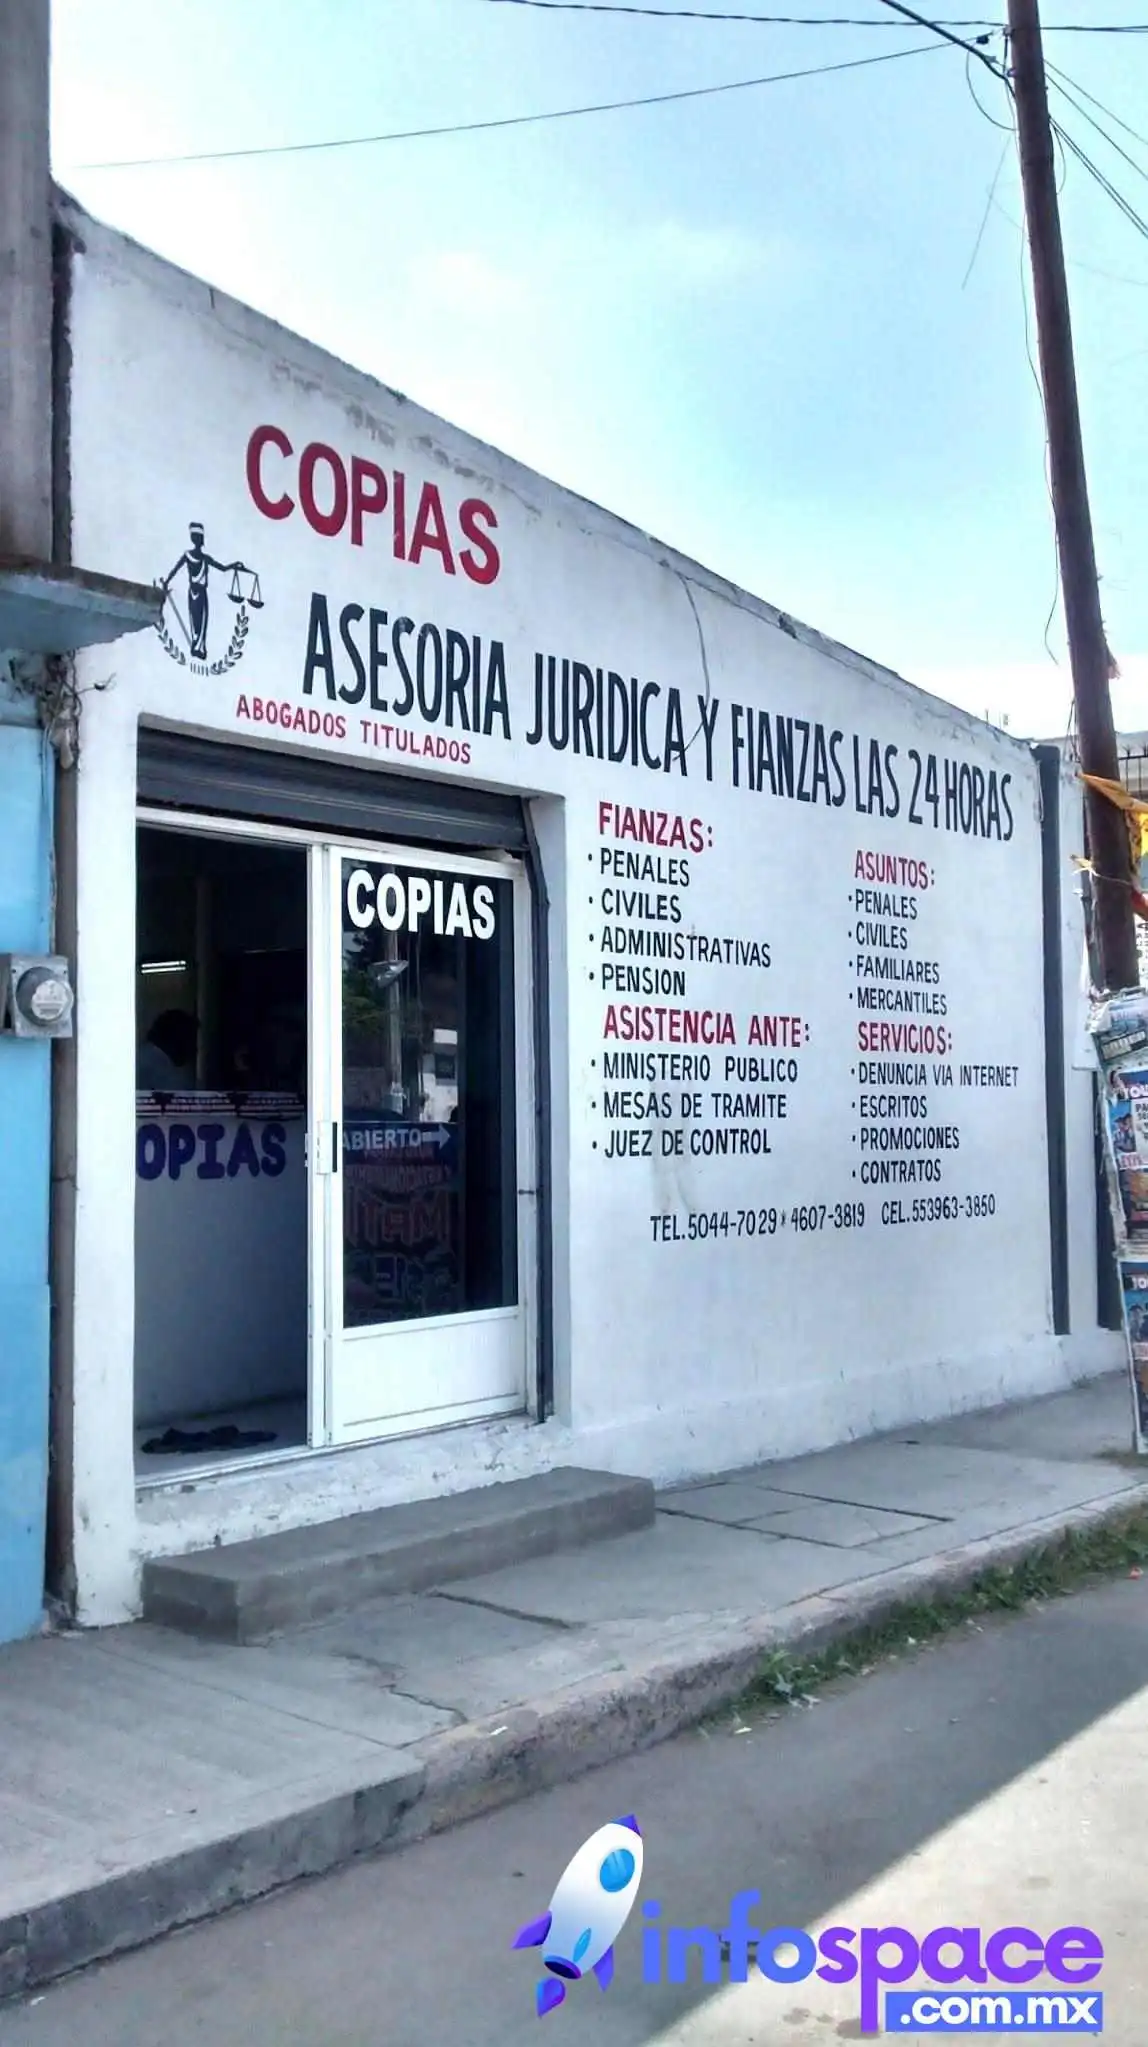 COPIAS
ASESORIA JURIDICA Y FIANZAS LAS 24 HORAS
ABOGADOS TITULADOS
FIANZAS:
· PENALES
· CIVILES
· ADMINISTRATIVAS
· PENSION
ASISTENCIA ANTE:
· MINISTERIO PUBLICO
· MESAS DE TRAMITE
· JUEZ DE CONTROL
ASUNTOS:
· PENALES
· CIVILES
· FAMILIARES
· MERCANTILES
SERVICIOS:
· DENUNCIA VIA INTERNET
· ESCRITOS
· PROMOCIONES
· CONTRATOS
TEL. 5044-7029 * 4607-3819 CEL. 553963-3850
COPIAS
ABIERTO
OPIAS
infospace
.com.mx